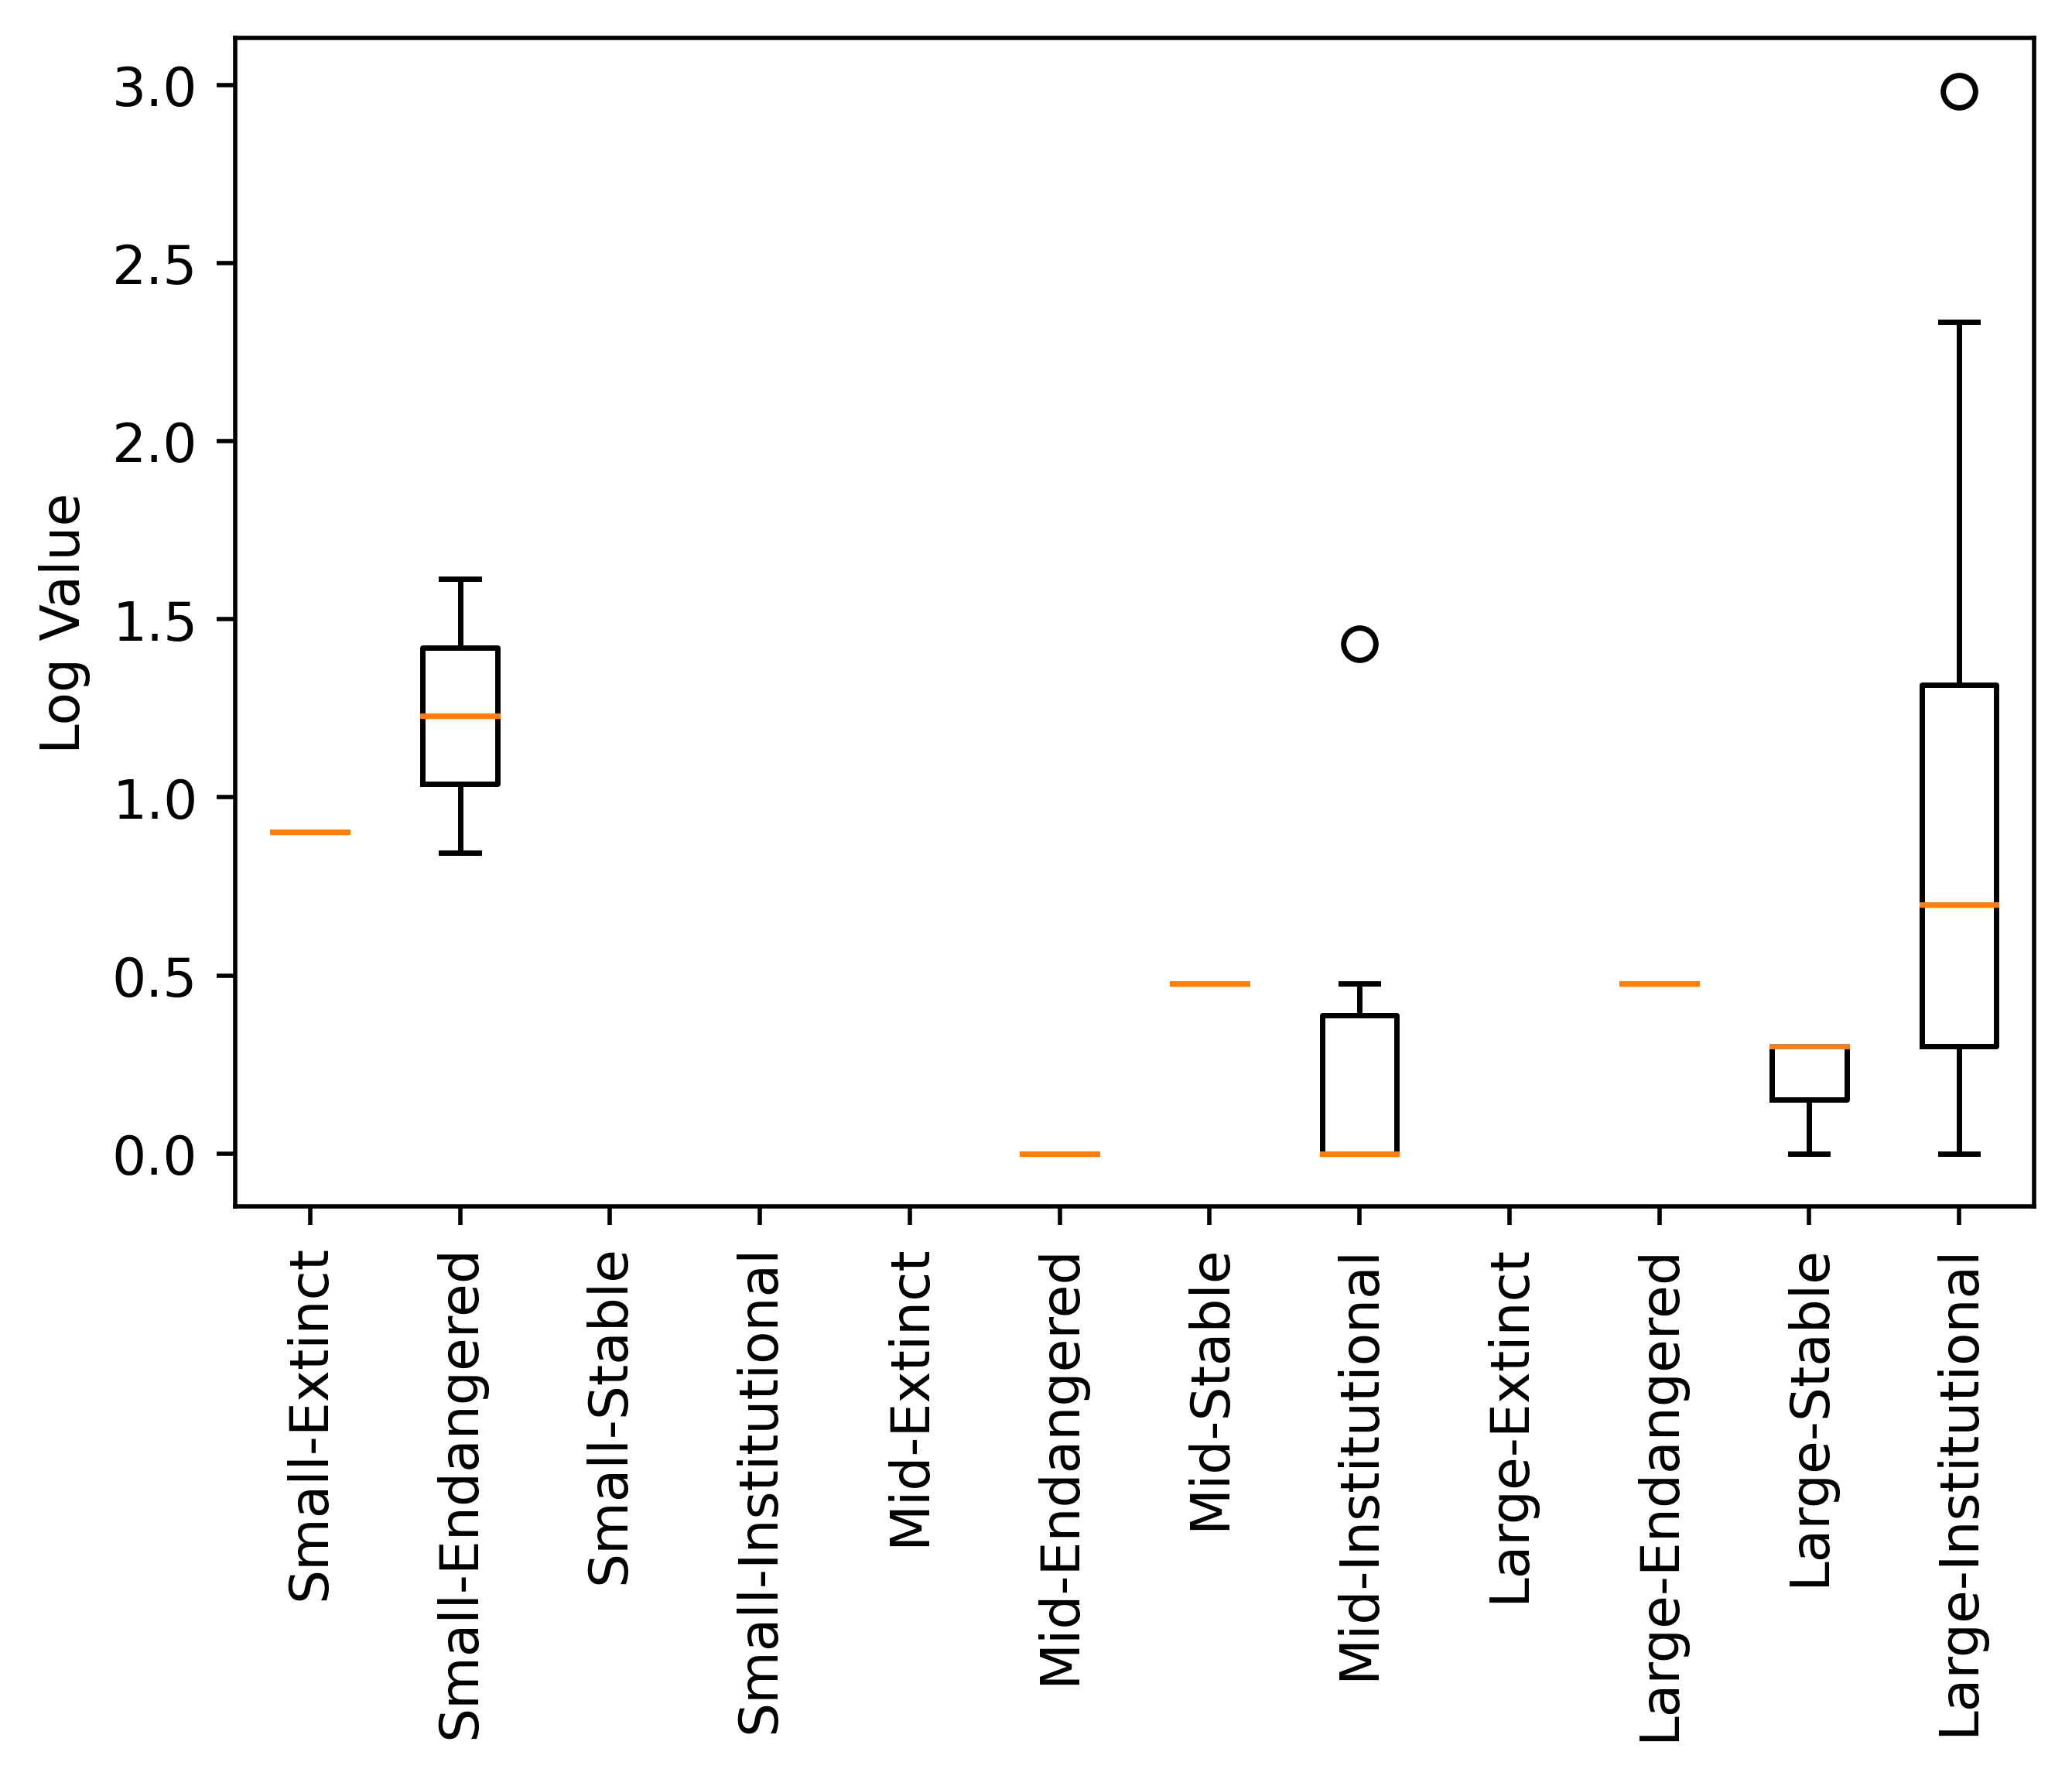 3.0
2.5
2.0
1.5
1.0
0.5
0.0
Log Value
Small-Extinct
Small-Endangered
Small-Stable
Small-Institutional
Mid-Extinct
Mid-Endangered
Mid-Stable
Mid-Institutional
Large-Extinct
Large-Endangered
Large-Stable
Large-Institutional